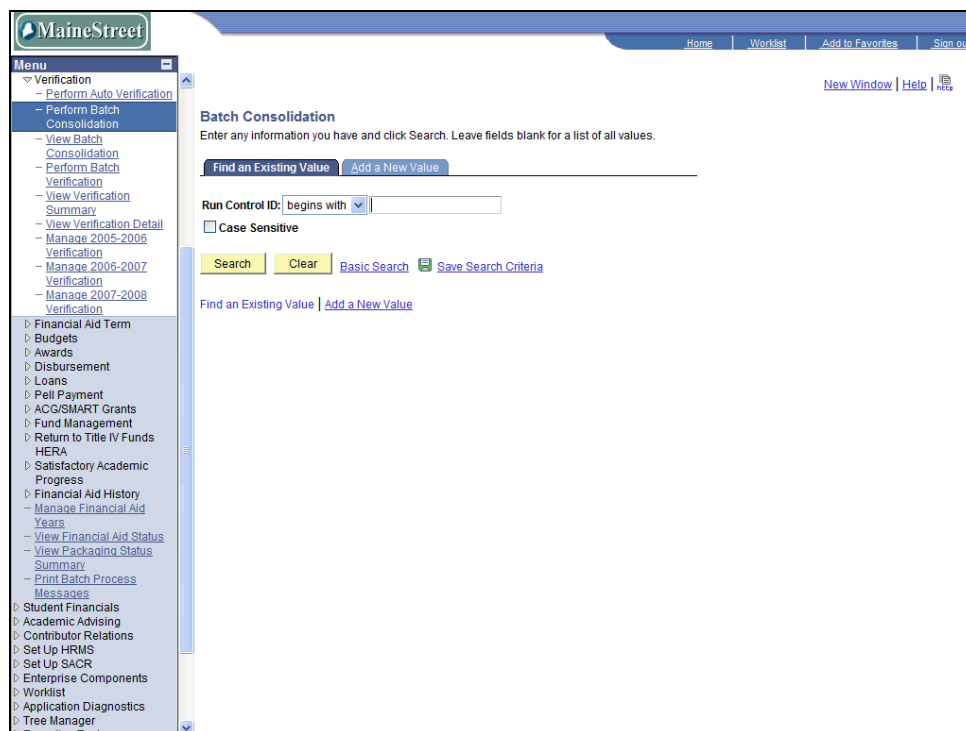 MaineStreet
Home
Worklist
Add to Favorites
Sign ou
Menu
Verification
Perform Auto Verification
Perform Batch
Consolidation
View Batch
Consolidation
Perform Batch
Verification
View Verification
Summary
View Verification Detail
Manage 2005-2006
Verification
Manage 2006-2007
Verification
Manage 2007-2008
Verification
Financial Aid Term
Budgets
Awards
Disbursement
Loans
Pell Payment
ACG/SMART Grants
Fund Management
Return to Title IV Funds
HERA
Satisfactory Academic
Progress
Financial Aid History
Manage Financial Aid
Years
View Financial Aid Status
View Packaging Status
Summary
Print Batch Process
Messages
Student Financials
Academic Advising
Contributor Relations
Set Up HRMS
Set Up SACR
Enterprise Components
Worklist
Application Diagnostics
Tree Manager
New Window | Help |
http
Batch Consolidation
Enter any information you have and click Search. Leave fields blank for a list of all values.
Find an Existing Value
Add a New Value
Run Control ID: begins with
Case Sensitive
Search
Clear
Basic Search
Save Search Criteria
Find an Existing Value | Add a New Value